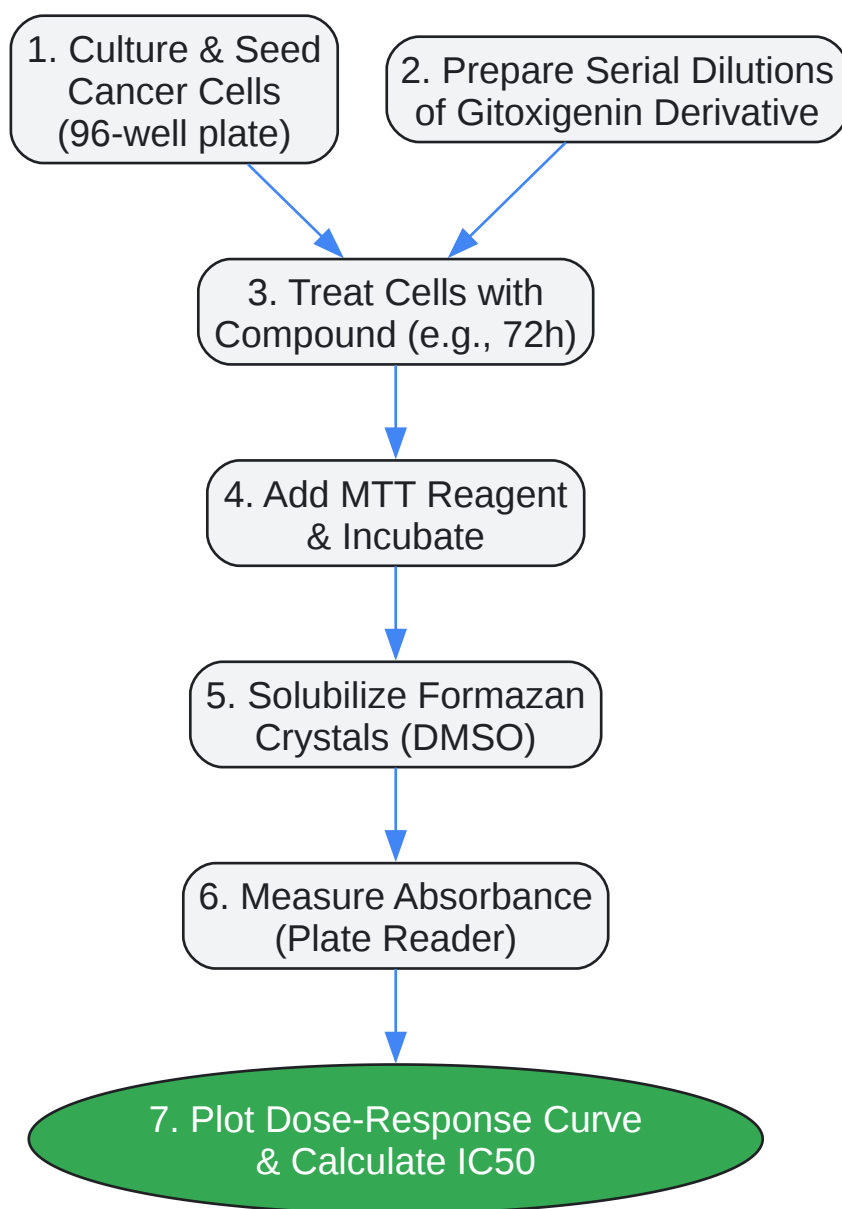 1. Culture & Seed
Cancer Cells
(96-well plate)
2. Prepare Serial Dilutions
of Gitoxigenin Derivative
3. Treat Cells with
Compound (e.g., 72h)
4. Add MTT Reagent
& Incubate
5. Solubilize Formazan
Crystals (DMSO)
6. Measure Absorbance
(Plate Reader)
7. Plot Dose-Response Curve
& Calculate IC50